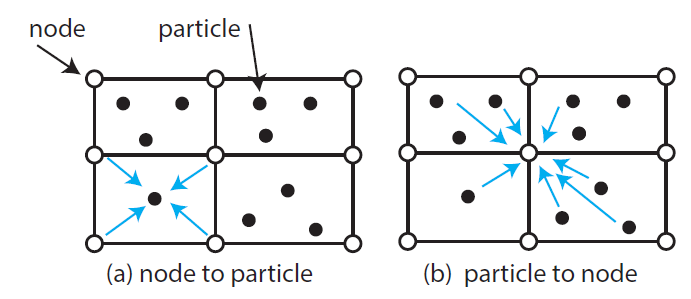 node
particle
(a) node to particle
(b) particle to node